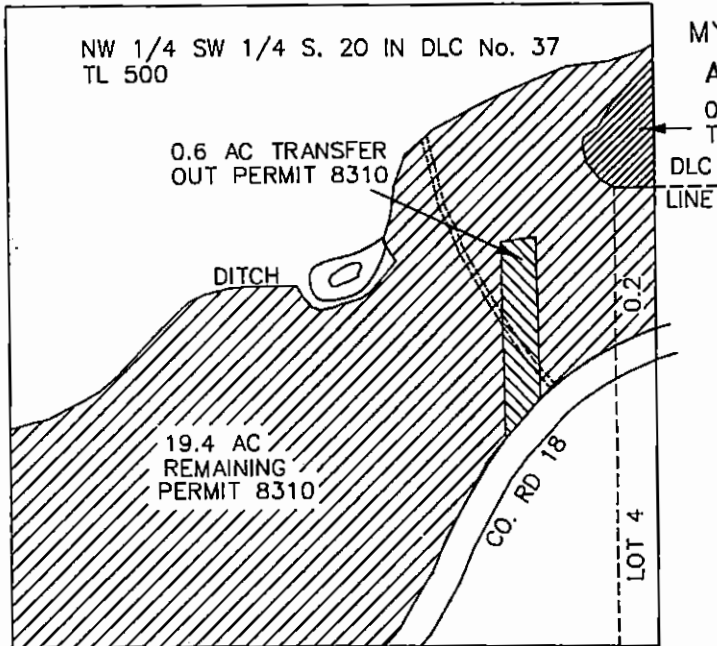 NW 1/4 SW 1/4 S. 20 IN DLC No. 37
TL 500
0.6 AC TRANSFER
OUT PERMIT 8310
DITCH
19.4 AC
REMAINING
PERMIT 8310
CO. RD 18
0.2
LOT 4
DLC
LINE